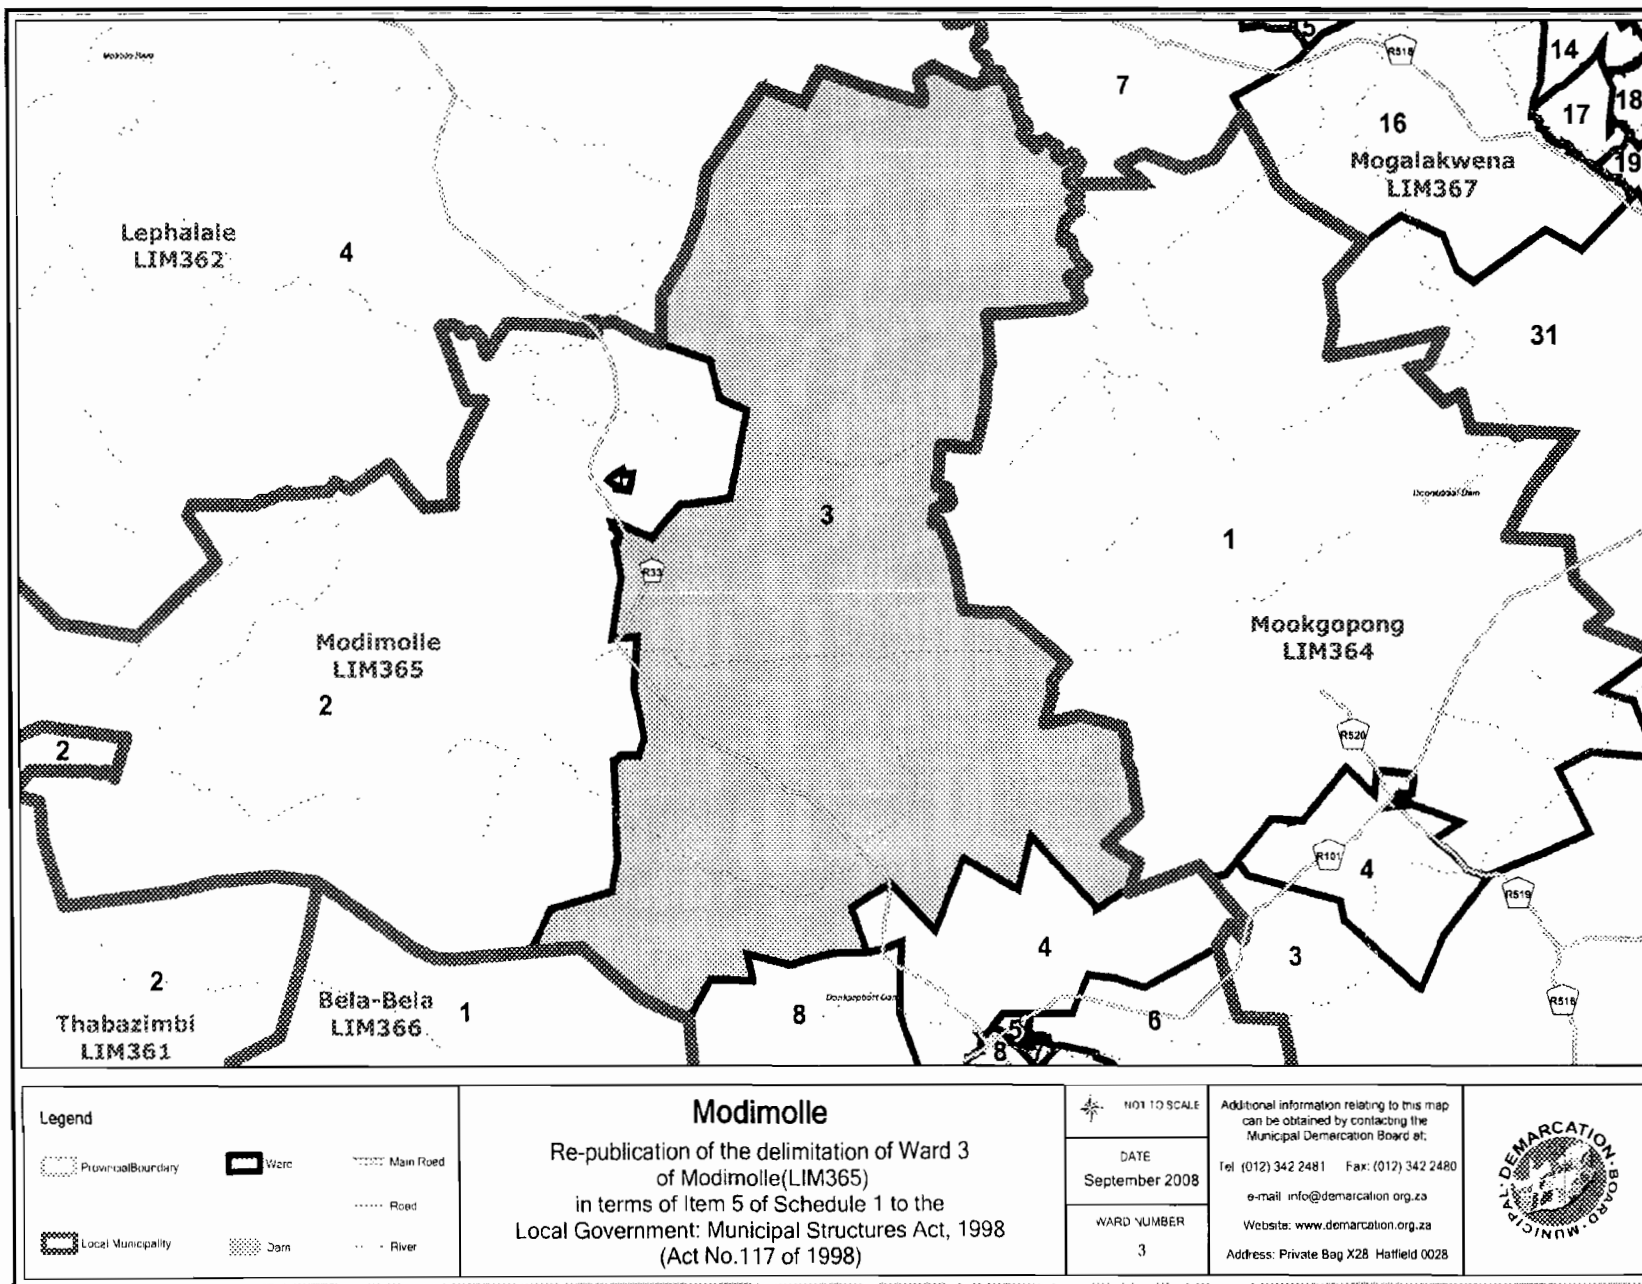 5
R518
14
7
18
17
16
19
Mogalakwena
LIM367
Lephalale
LIM362
4
31
3
1
R33
Mookgopong
LIM364
Modimolle
LIM365
2
R520
2
R101
4
R519
4
3
2
Bela-Bela
LIM366
1
8
6
5
8
7
R518
Thabazimbi
LIM361
Legend
Provincial Boundary
Ward
Main Road
Road
Local Municipality
Dam
River
Modimolle
Re-publication of the delimitation of Ward 3
of Modimolle(LIM365)
in terms of Item 5 of Schedule 1 to the
Local Government: Municipal Structures Act, 1998
(Act No.117 of 1998)
NOT TO SCALE
DATE
September 2008
WARD NUMBER
3
Additional information relating to this map
can be obtained by contacting the
Municipal Demarcation Board at:
Tel (012) 342 2481 Fax: (012) 342 2480
e-mail info@demarcation.org.za
Website: www.demarcation.org.za
Address: Private Bag X28 Hatfield 0028
MUNICIPAL DEMARCATION BOARD